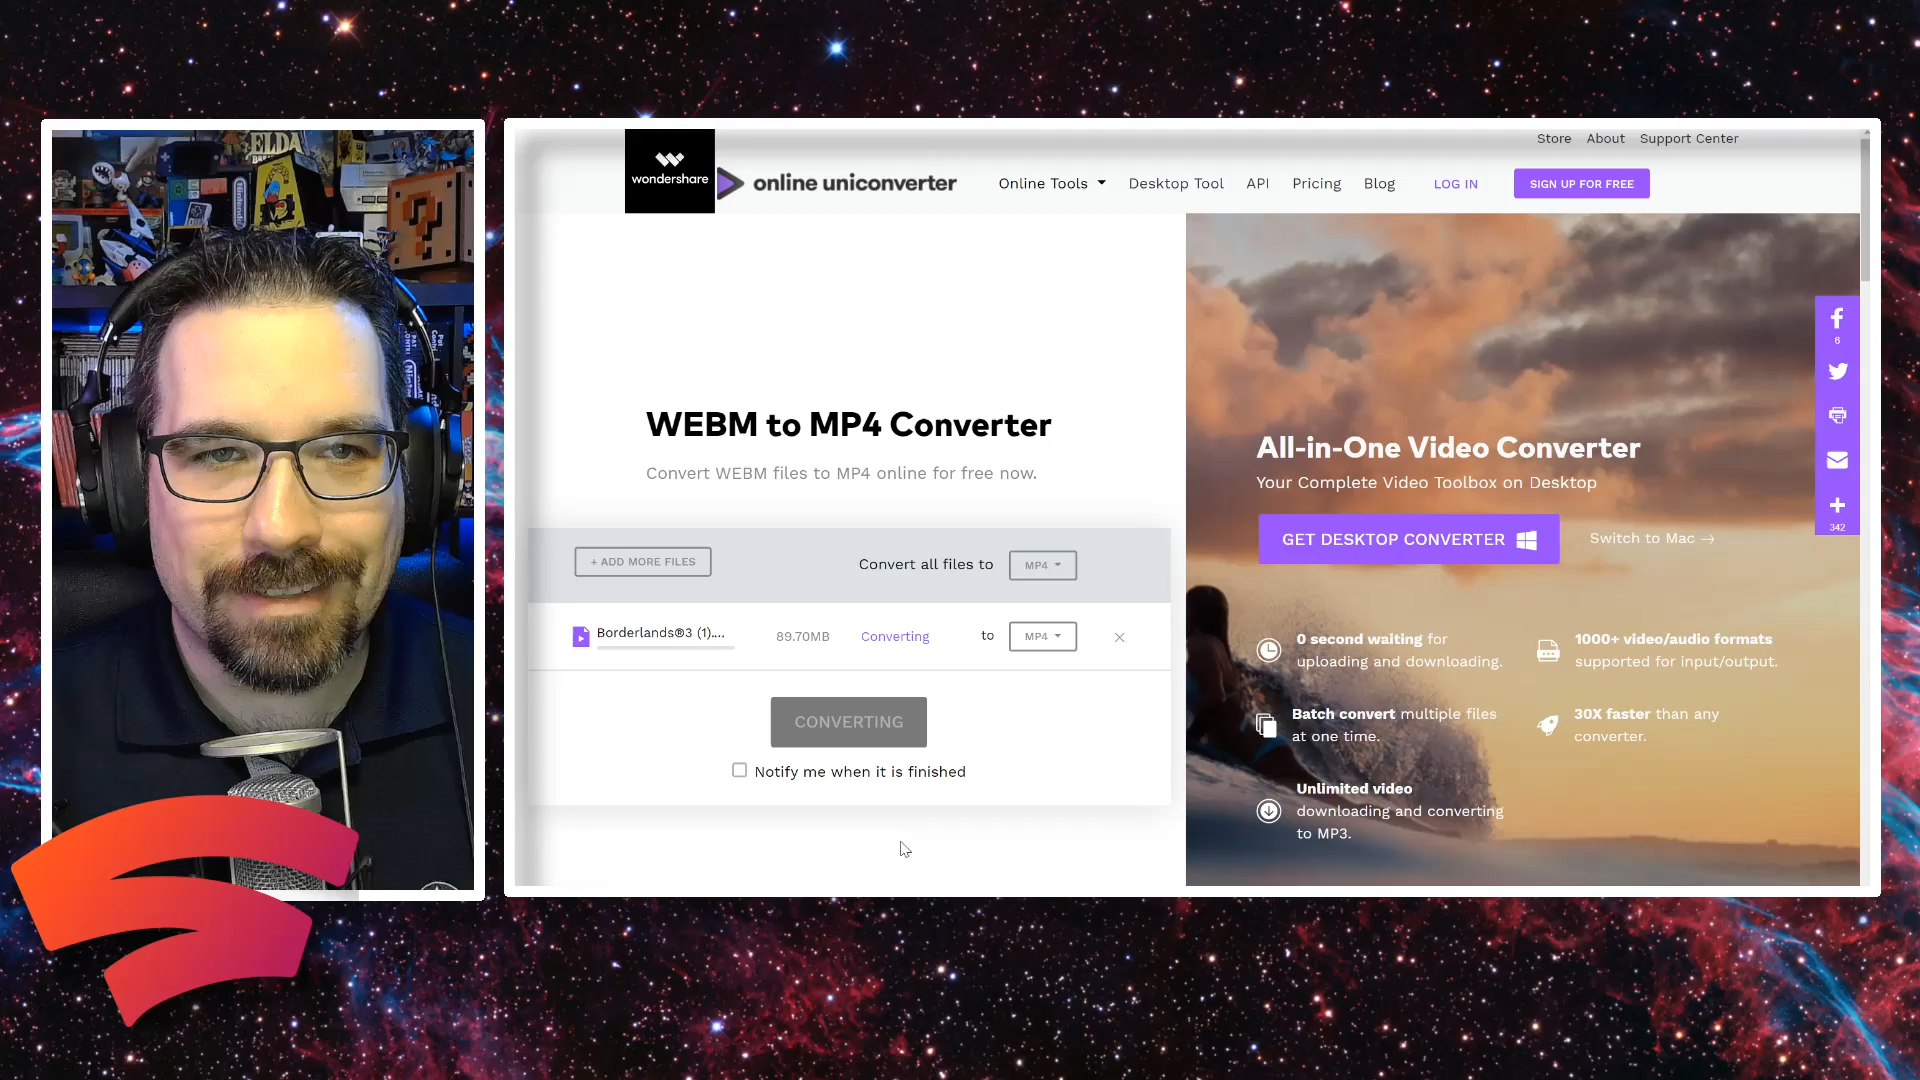 Store About Support Center
wondershare
online uniconverter
Online Tools Desktop Tool API Pricing Blog LOG IN SIGN UP FOR FREE
WEBM to MP4 Converter
Convert WEBM files to MP4 online for free now.
+ ADD MORE FILES
Convert all files to MP4
Borderlands®3 (1)....
89.70MB
Converting
to
MP4
CONVERTING
Notify me when it is finished
All-in-One Video Converter
Your Complete Video Toolbox on Desktop
GET DESKTOP CONVERTER
Switch to Mac →
0 second waiting for
uploading and downloading.
1000+ video/audio formats
supported for input/output.
Batch convert multiple files
at one time.
30X faster than any
converter.
Unlimited video
downloading and converting
to MP3.
6
342
ELDA